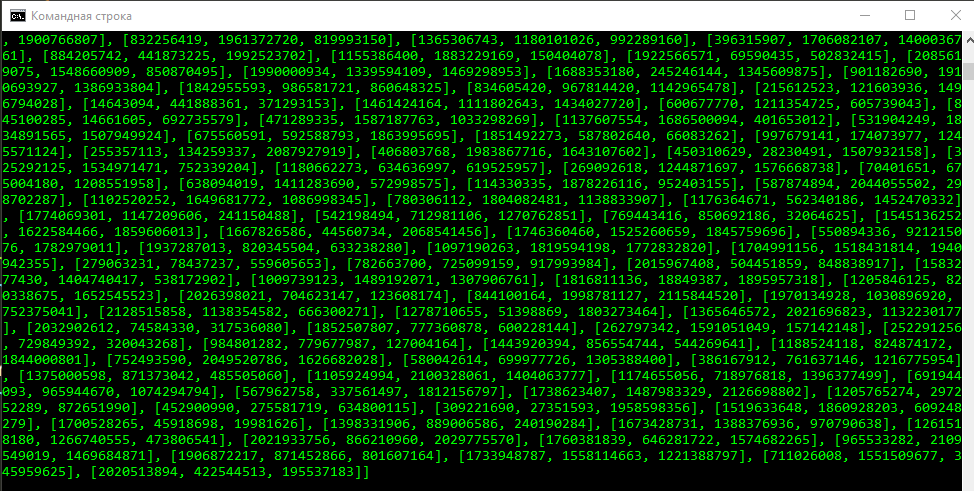 Командная строка
, 1900766807], [832256419, 1961372720, 819993150], [1365306743, 1180101026, 992289160], [396315907, 1706082107, 14000367
61], [884205742, 441873225, 1992523702], [1155386400, 1883229169, 150404078], [1922566571, 69590435, 502832415], [208561
9075, 1548660909, 850870495], [1990000934, 1339594109, 1469298953], [1688353180, 245246144, 1345609875], [901182690, 191
0693927, 1386933804], [1842955593, 986581721, 860648325], [834605420, 967814420, 1142965478], [215612523, 121603936, 149
6794028], [14643094, 441888361, 371293153], [1461424164, 1111802643, 1434027720], [600677770, 1211354725, 605739043], [8
45100285, 14661605, 692735579], [471289335, 1587187763, 1033298269], [1137607554, 1686500094, 401653012], [531904249, 18
34891565, 1507949924], [675560591, 592588793, 1863995695], [1851492273, 587802640, 66083262], [997679141, 174073977, 124
5571124], [255357113, 134259337, 2087927919], [406803768, 1983867716, 1643107602], [450310629, 28230491, 1507932158], [3
25292125, 1534971471, 752339204], [1180662273, 634636997, 619525957], [269092618, 1244871697, 1576668738], [70401651, 67
5004180, 1208551958], [638094019, 1411283690, 572998575], [114330335, 1878226116, 952403155], [587874894, 2044055502, 29
8702287], [1102520252, 1649681772, 1086998345], [780306112, 1804082481, 1138833907], [1176364671, 562340186, 1452470332]
, [1774069301, 1147209606, 241150488], [542198494, 712981106, 1270762851], [769443416, 850692186, 32064625], [1545136252
, 1622584466, 1859606013], [1667826586, 44560734, 2068541456], [1746360460, 1525260659, 1845759696], [550894336, 9212150
76, 1782979011], [1937287013, 820345504, 633238280], [1097190263, 1819594198, 1772832820], [1704991156, 1518431814, 1940
942355], [279063231, 78437237, 559605653], [782663700, 725099159, 917993984], [2015967408, 504451859, 848838917], [15832
77430, 1404740417, 538172902], [1009739123, 1489192071, 1307906761], [1816811136, 18849387, 1895957318], [1205846125, 82
0338675, 1652545523], [2026398021, 704623147, 123608174], [844100164, 1998781127, 2115844520], [1970134928, 1030896920, 
752375041], [2128515858, 1138354582, 666300271], [1278710655, 51398869, 1803273464], [1365646572, 2021696823, 1132230177
], [2032902612, 74584330, 317536080], [1852507807, 777360878, 600228144], [262797342, 1591051049, 157142148], [252291256
, 729849392, 320043268], [984801282, 779677987, 127004164], [1443920394, 856554744, 544269641], [1188524118, 824874172, 
1844000801], [752493590, 2049520786, 1626682028], [580042614, 699977726, 1305388400], [386167912, 761637146, 1216775954]
, [1375000598, 871373042, 485505060], [1105924994, 2100328061, 1404063777], [1174655056, 718976818, 1396377499], [691944
093, 965944670, 1074294794], [567962758, 337561497, 1812156797], [1738623407, 1487983329, 2126698802], [1205765274, 2972
52289, 872651990], [452900990, 275581719, 634800115], [309221690, 27351593, 1958598356], [1519633648, 1860928203, 609248
279], [1700528265, 45918698, 19981626], [1398331906, 889006586, 240190284], [1673428731, 1388376936, 970790638], [126151
8180, 1266740555, 473806541], [2021933756, 866210960, 2029775570], [1760381839, 646281722, 1574682265], [965533282, 2109
549019, 1469684871], [1906872217, 871452866, 801607164], [1733948787, 1558114663, 1221388797], [711026008, 1551509677, 3
45959625], [2020513894, 422544513, 195537183]]